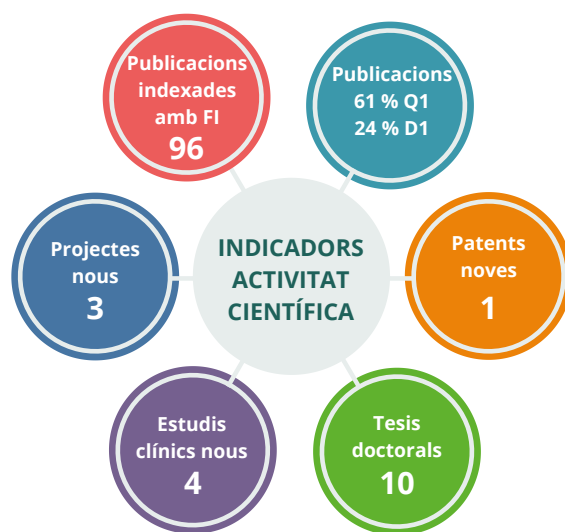 Publicacions
indexades
amb FI
96
Publicacions
61 % Q1
24 % D1
Projectes
nous
3
INDICADORS
ACTIVITAT
CIENTÍFICA
Patents
noves
1
Estudis
clínics nous
4
Tesis
doctorals
10